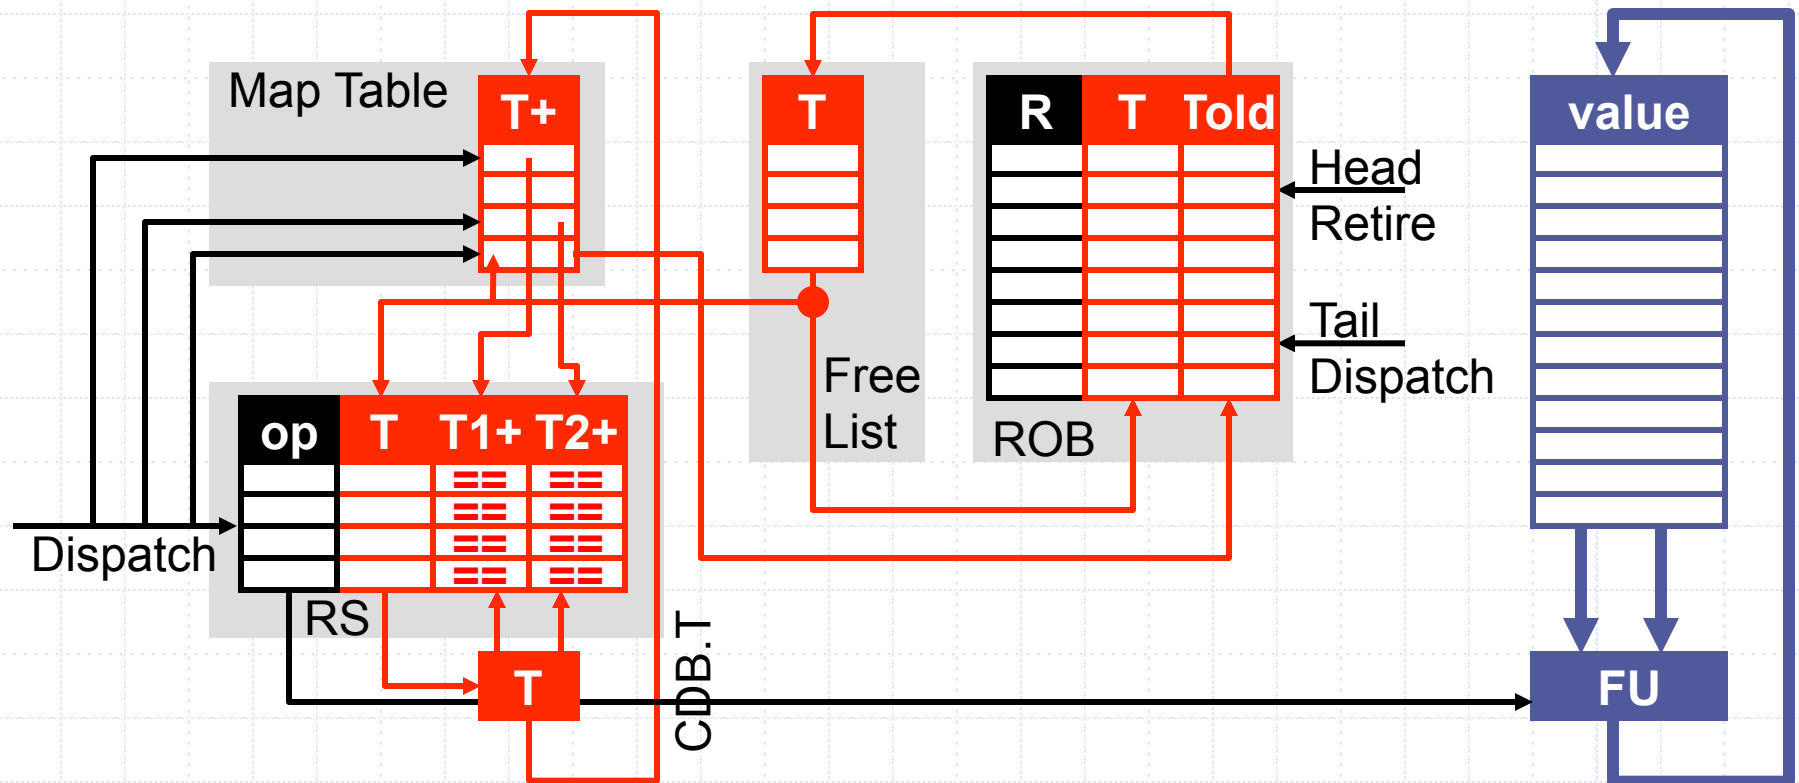 Map Table
T+
T
R T Told
value
Head
Retire
Tail
Dispatch
Free
List
ROB
op T T1+ T2+
Dispatch
RS
CDB.T
T
FU